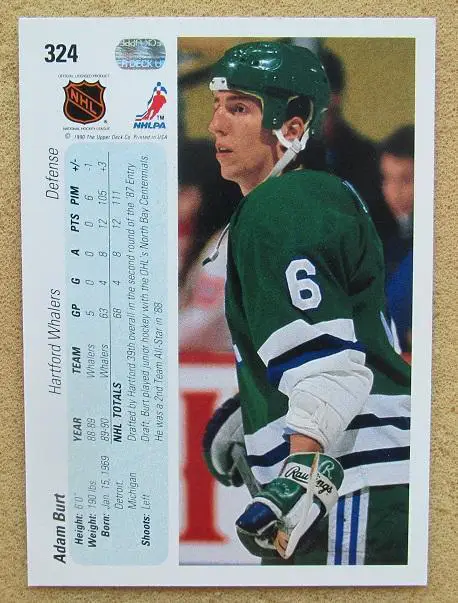 324
UPPER DECK
OFFICIAL LICENSED PRODUCT
NHL
NATIONAL HOCKEY LEAGUE
TM
NHLPA
© 1990 The Upper Deck Co. Printed in USA
Adam Burt Hartford Whalers Defense
Height: 6'0"
Weight: 190 lbs.
Born: Jan. 15, 1969
Detroit,
Michigan
Shoots: Left
YEAR TEAM GP G A PTS PIM +/-
88-89 Whalers 5 0 0 0 6 -1
89-90 Whalers 63 4 8 12 105 +3
NHL TOTALS 68 4 8 12 111
Drafted by Hartford 39th overall in the second round of the '87 Entry
Draft, Burt played junior hockey with the OHL's North Bay Centennials.
He was a 2nd Team All-Star in '88.
6
R
Rawlings